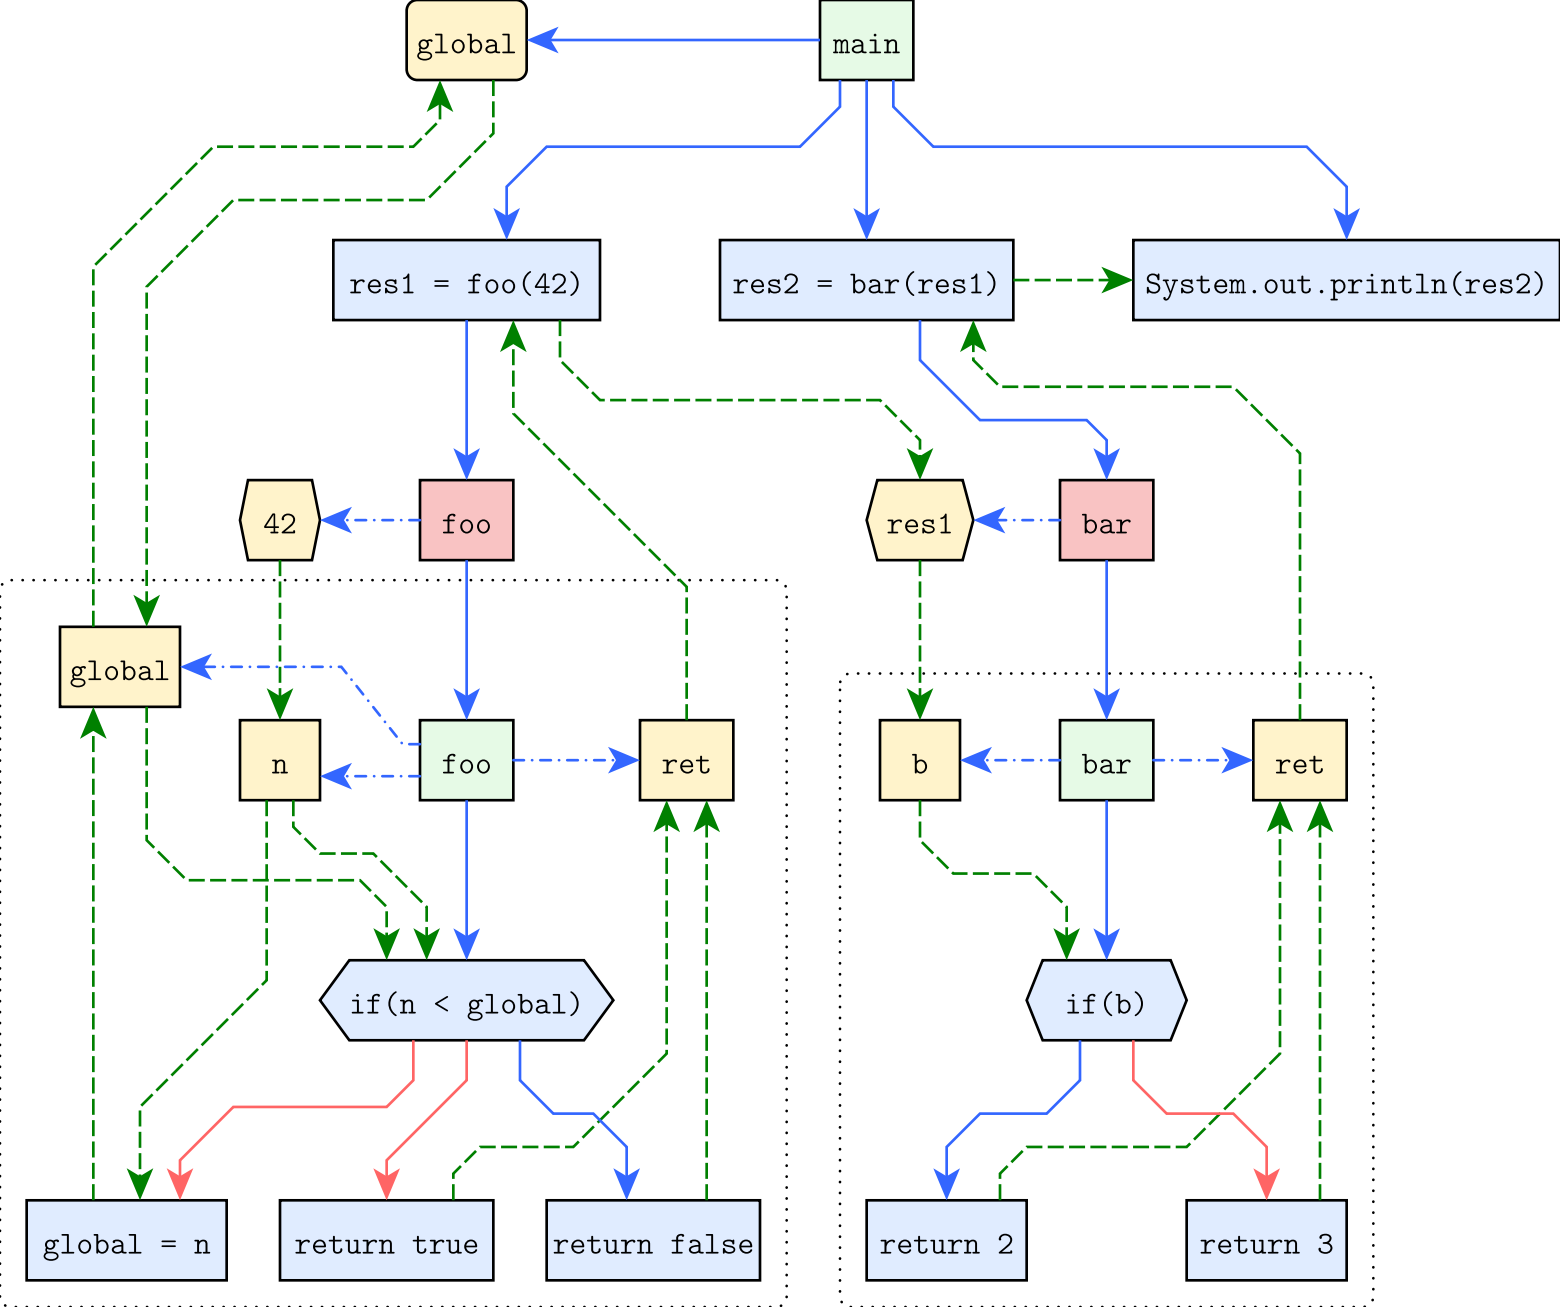 global
main
res1 = foo(42)
res2 = bar(res1)
System.out.println(res2)
42
foo
res1
bar
global
n
foo
ret
b
bar
ret
if(n < global)
if(b)
global = n
return true
return false
return 2
return 3